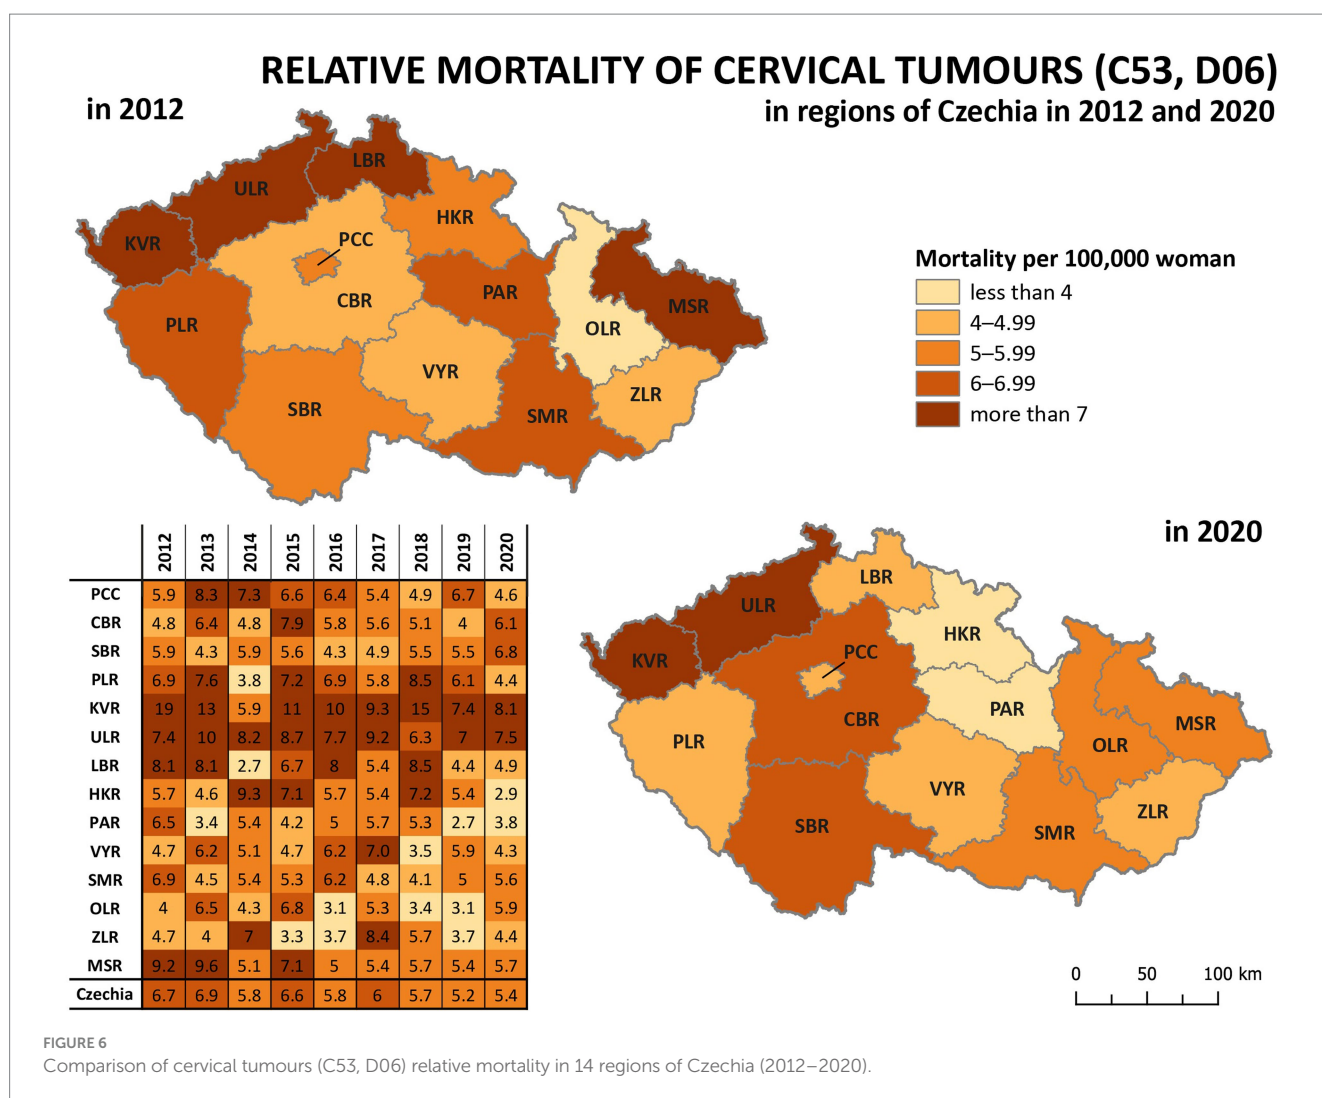 RELATIVE MORTALITY OF CERVICAL TUMOURS (C53, D06)
in regions of Czechia in 2012 and 2020
in 2012
LBR
ULR
HKR
KVR
PCC
CBR
PAR
MSR
PLR
OLR
VYR
ZLR
SBR
SMR
Mortality per 100,000 woman
less than 4
4–4.99
5–5.99
6–6.99
more than 7
2012 2013 2014 2015 2016 2017 2018 2019 2020
PCC 5.9 8.3 7.3 6.6 6.4 5.4 4.9 6.7 4.6
CBR 4.8 6.4 4.8 7.9 5.8 5.6 5.1 4 6.1
SBR 5.9 4.3 5.9 5.6 4.3 4.9 5.5 5.5 6.8
PLR 6.9 7.6 3.8 7.2 6.9 5.8 8.5 6.1 4.4
KVR 19 13 5.9 11 10 9.3 15 7.4 8.1
ULR 7.4 10 8.2 8.7 7.7 9.2 6.3 7 7.5
LBR 8.1 8.1 2.7 6.7 8 5.4 8.5 4.4 4.9
HKR 5.7 4.6 9.3 7.1 5.7 5.4 7.2 5.4 2.9
PAR 6.5 3.4 5.4 4.2 5 5.7 5.3 2.7 3.8
VYR 4.7 6.2 5.1 4.7 6.2 7.0 3.5 5.9 4.3
SMR 6.9 4.5 5.4 5.3 6.2 4.8 4.1 5 5.6
OLR 4 6.5 4.3 6.8 3.1 5.3 3.4 3.1 5.9
ZLR 4.7 4 7 3.3 3.7 8.4 5.7 3.7 4.4
MSR 9.2 9.6 5.1 7.1 5 5.4 5.7 5.4 5.7
Czechia 6.7 6.9 5.8 6.6 5.8 6 5.7 5.2 5.4
in 2020
LBR
ULR
HKR
KVR
PCC
CBR
PAR
MSR
PLR
OLR
VYR
ZLR
SBR
SMR
0 50 100 km
FIGURE 6
Comparison of cervical tumours (C53, D06) relative mortality in 14 regions of Czechia (2012–2020).